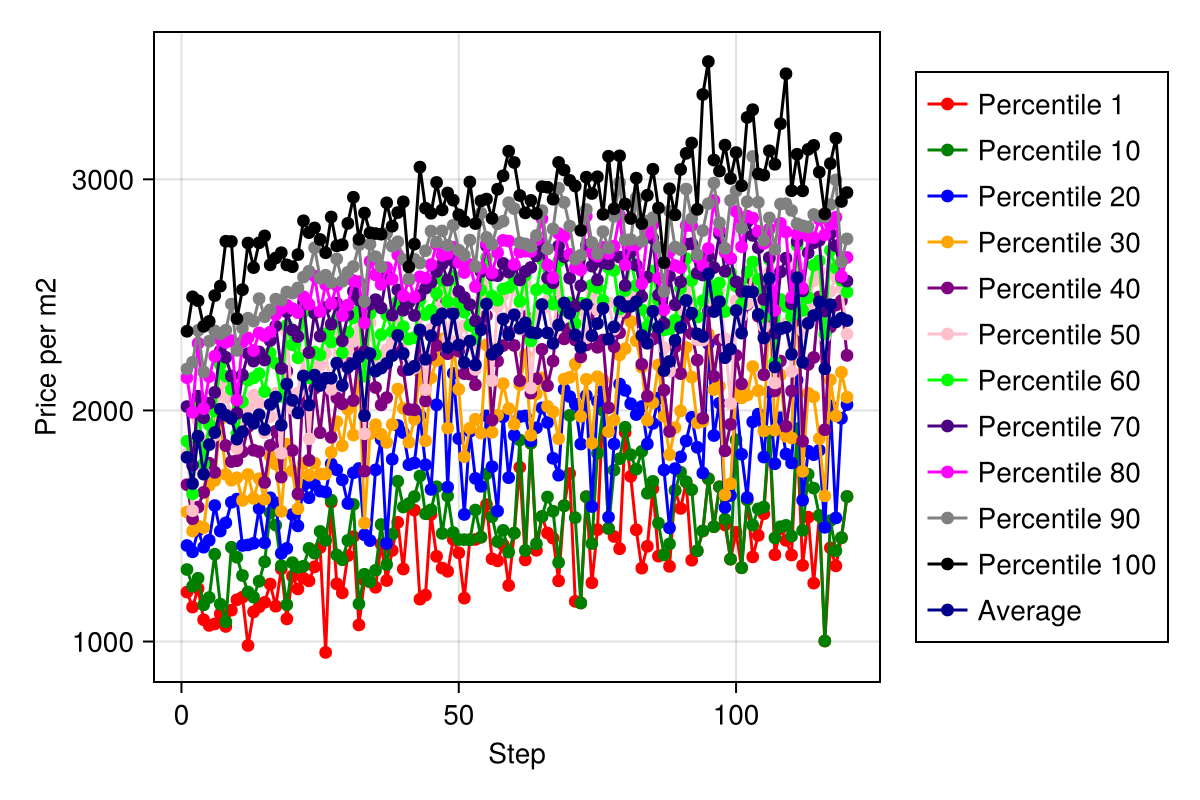 Price per m2
3000
2000
1000
0
50
100
Step
Percentile 1
Percentile 10
Percentile 20
Percentile 30
Percentile 40
Percentile 50
Percentile 60
Percentile 70
Percentile 80
Percentile 90
Percentile 100
Average